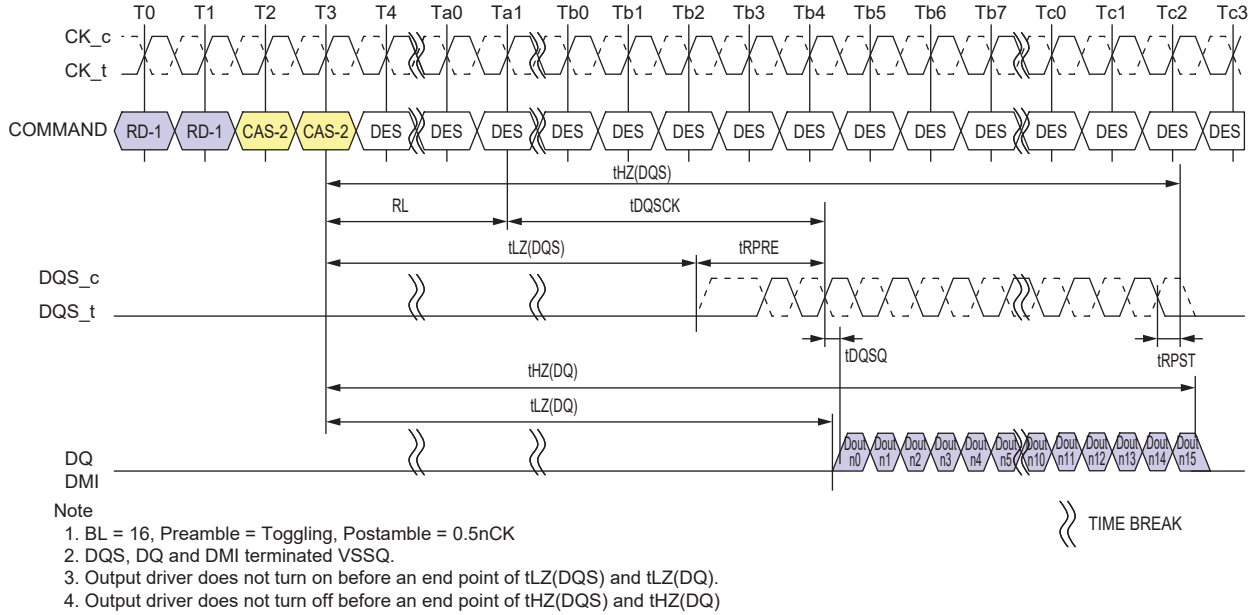 T0 T1 T2 T3 T4 Ta0 Ta1 Tb0 Tb1 Tb2 Tb3 Tb4 Tb5 Tb6 Tb7 Tc0 Tc1 Tc2 Tc3
CK_c
CK_t
COMMAND RD-1 RD-1 CAS-2 CAS-2 DES DES DES DES DES DES DES DES DES DES DES DES DES DES DES
tHZ(DQS)
RL tDQSCK
tLZ(DQS) tRPRE
DQS_c
DQS_t
tDQSQ tRPST
tHZ(DQ)
tLZ(DQ)
Dout Dout Dout Dout Dout Dout Dout Dout Dout Dout Dout Dout
n0 n1 n2 n3 n4 n5 n10 n11 n12 n13 n14 n15
DQ
DMI
Note
1. BL = 16, Preamble = Toggling, Postamble = 0.5nCK
TIME BREAK
2. DQS, DQ and DMI terminated VSSQ.
3. Output driver does not turn on before an end point of tLZ(DQS) and tLZ(DQ).
4. Output driver does not turn off before an end point of tHZ(DQS) and tHZ(DQ)